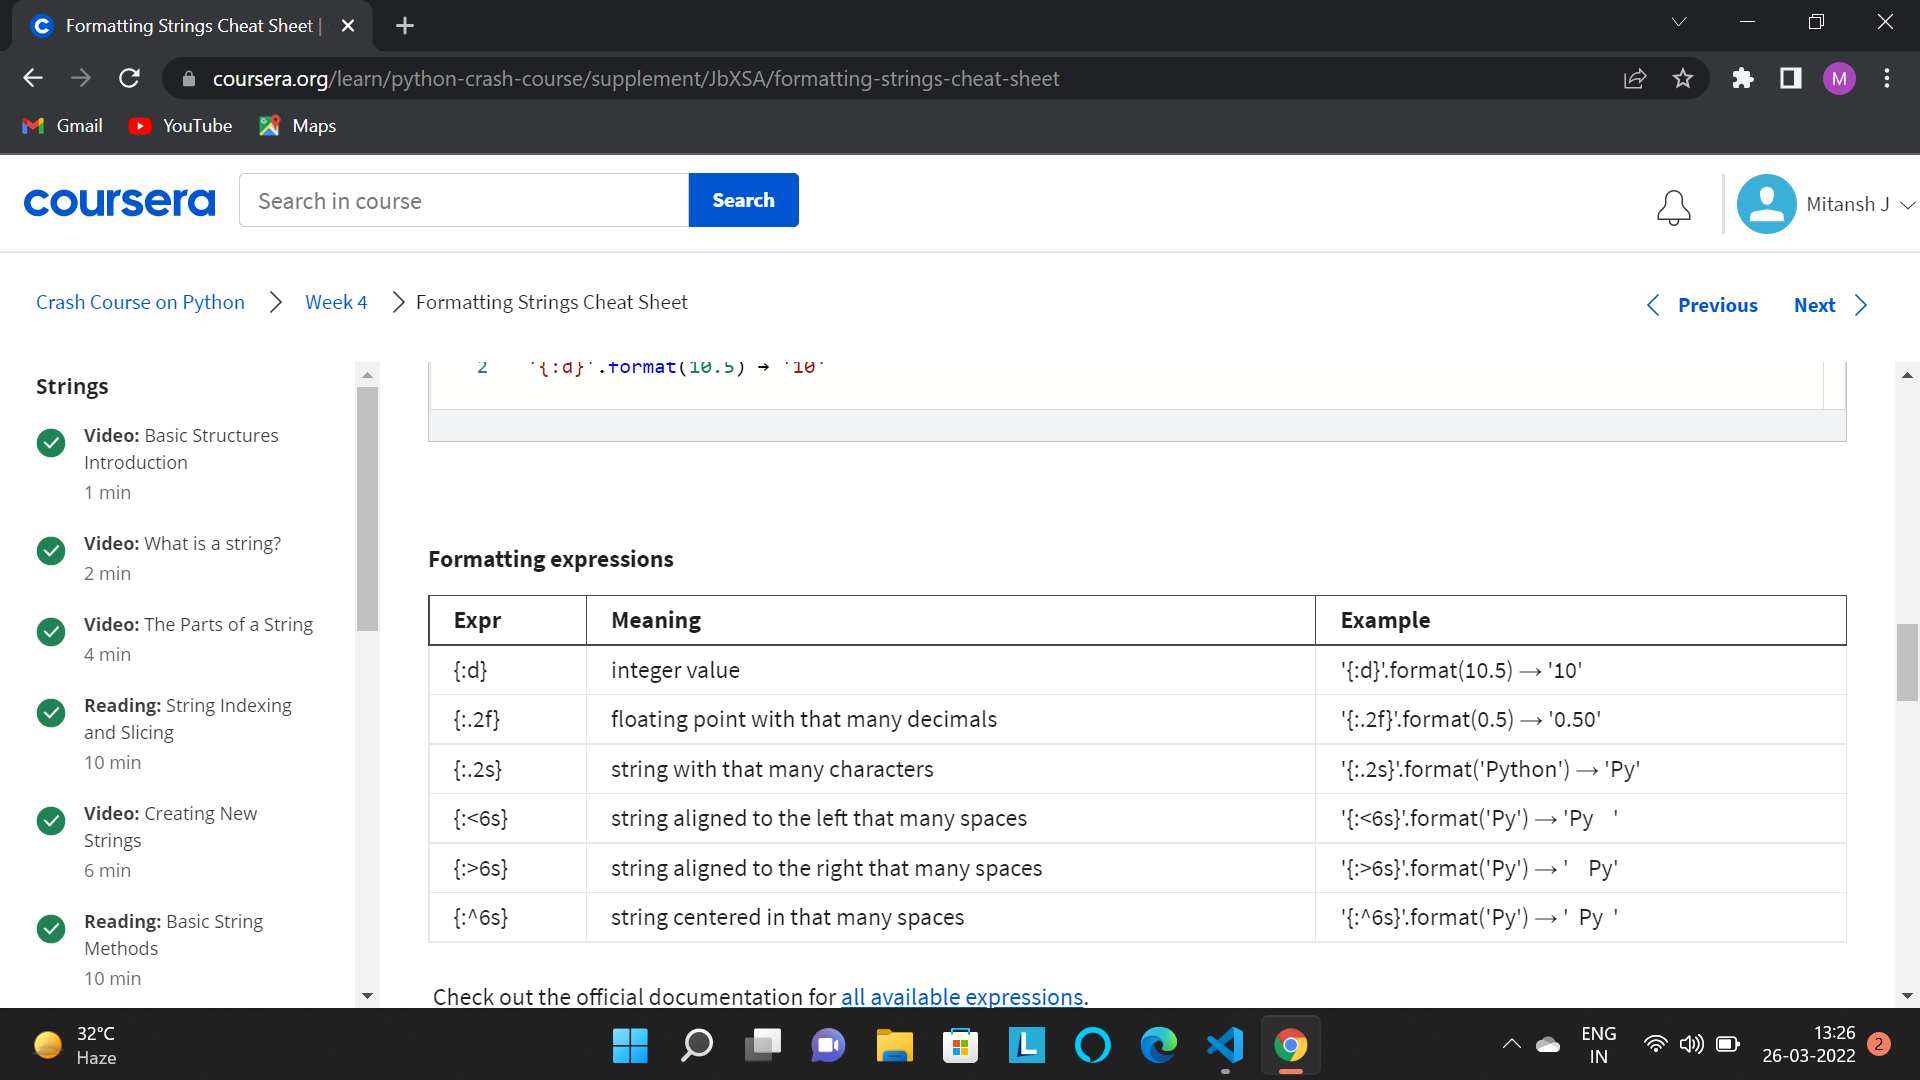 Formatting Strings Cheat Sheet |
coursera.org/learn/python-crash-course/supplement/JbXSA/formatting-strings-cheat-sheet
M
Gmail YouTube Maps
coursera Search in course Search Mitansh J
Crash Course on Python Week 4 Formatting Strings Cheat Sheet Previous Next
Strings
Video: Basic Structures
Introduction
1 min
Video: What is a string?
2 min
Video: The Parts of a String
4 min
Reading: String Indexing
and Slicing
10 min
Video: Creating New
Strings
6 min
Reading: Basic String
Methods
10 min
2 '{:d}'.format(10.5) → '10'
Formatting expressions
Expr Meaning Example
{:d} integer value '{:d}'.format(10.5) → '10'
{:.2f} floating point with that many decimals '{:.2f}'.format(0.5) → '0.50'
{:.2s} string with that many characters '{:.2s}'.format('Python') → 'Py'
{:<6s} string aligned to the left that many spaces '{:<6s}'.format('Py') → 'Py    '
{:>6s} string aligned to the right that many spaces '{:>6s}'.format('Py') → '    Py'
{:^6s} string centered in that many spaces '{:^6s}'.format('Py') → '  Py  '
Check out the official documentation for all available expressions.
32°C
Haze
L
ENG
IN
13:26
26-03-2022
2